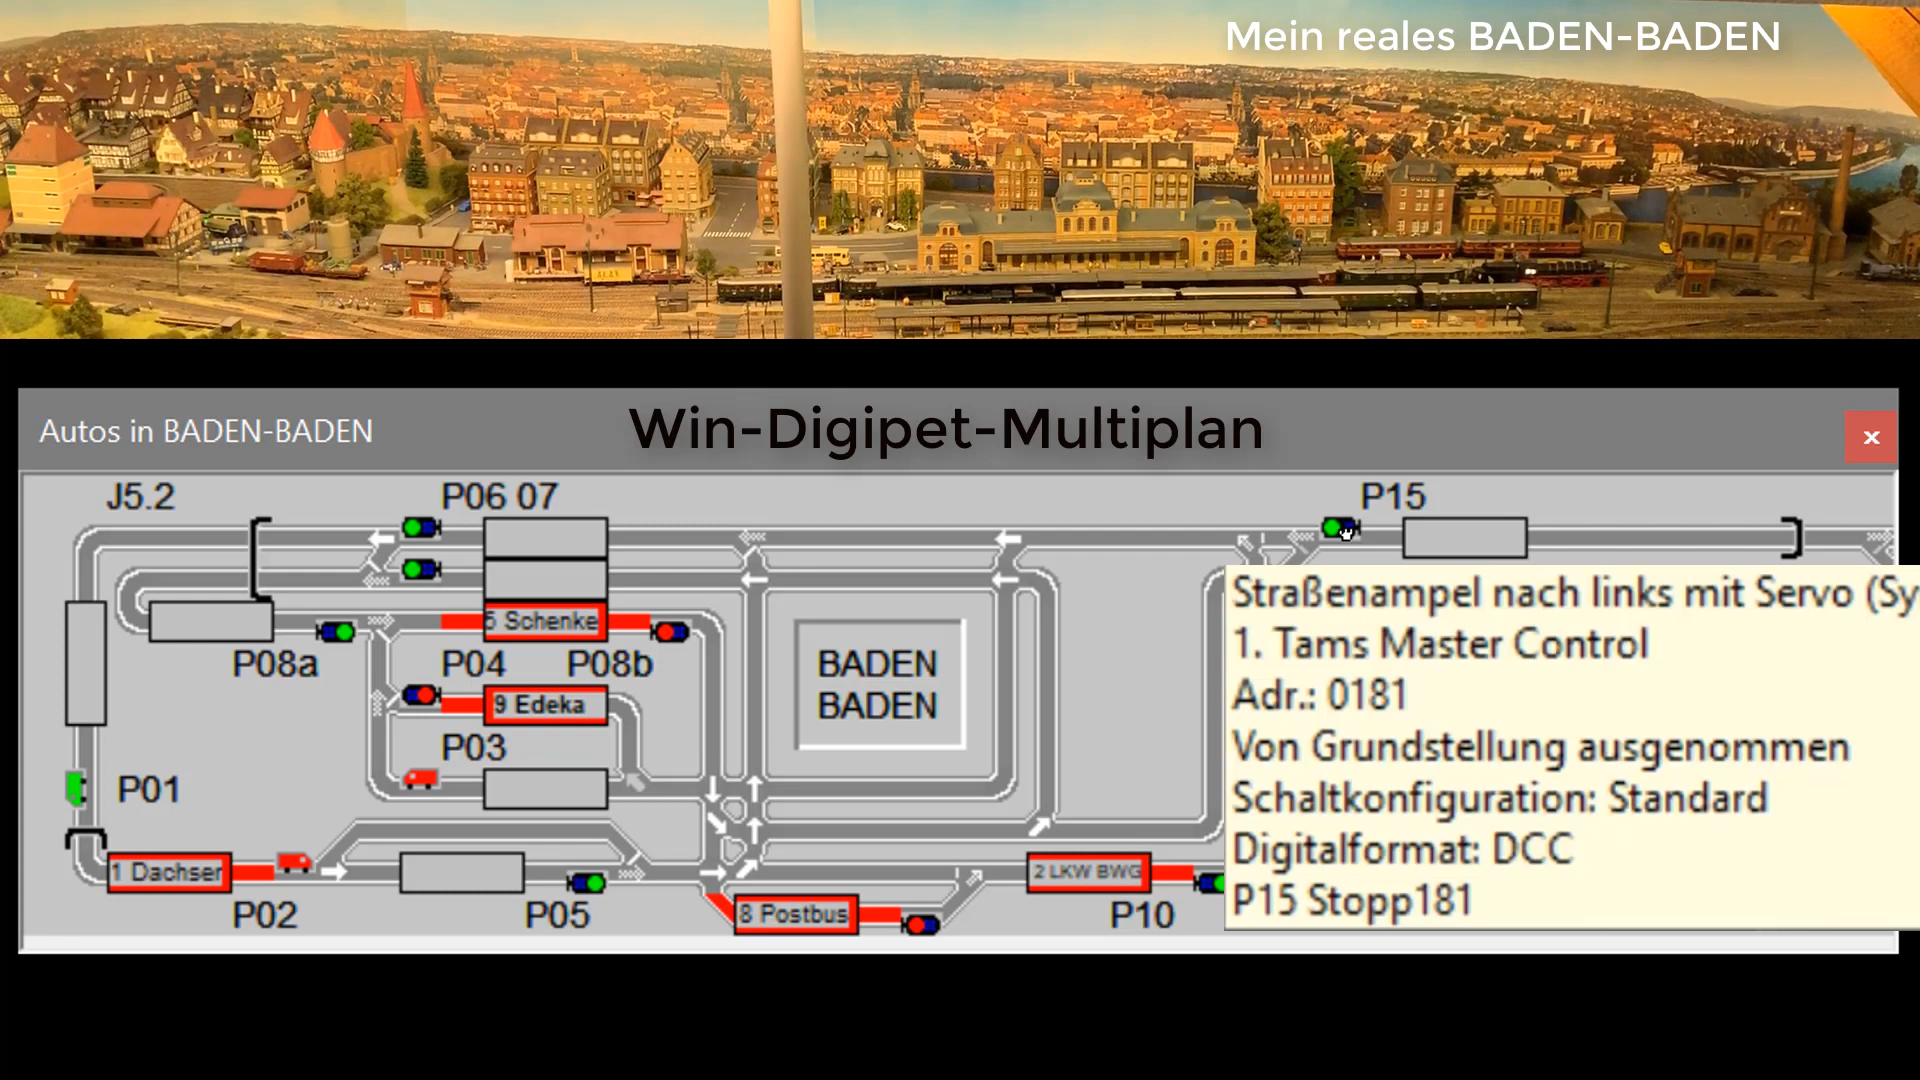 Mein reales BADEN-BADEN
Autos in BADEN-BADEN
Win-Digipet-Multiplan
x
J5.2
P06 07
P15
5 Schenke
P08a
P04
P08b
BADEN
BADEN
9 Edeka
P03
P01
1 Dachser
2 LKW BWG
P02
P05
8 Postbus
P10
Straßenampel nach links mit Servo (Sy
1. Tams Master Control
Adr.: 0181
Von Grundstellung ausgenommen
Schaltkonfiguration: Standard
Digitalformat: DCC
P15 Stopp181